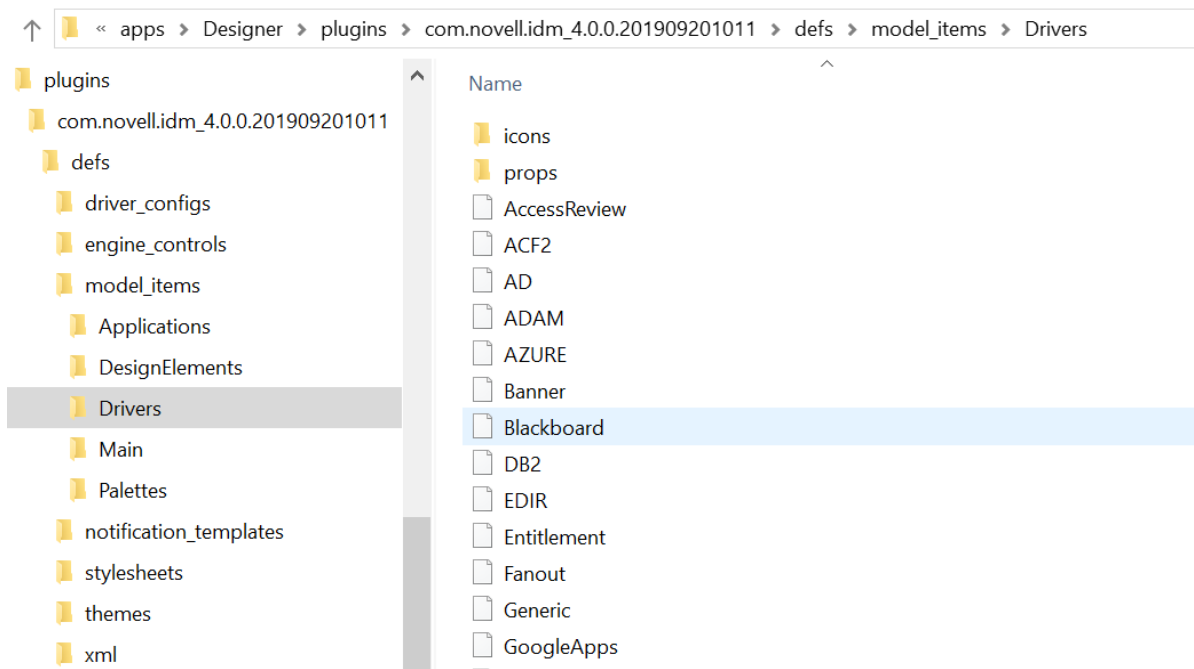 « apps > Designer > plugins > com.novell.idm_4.0.0.201909201011 > defs > model_items > Drivers
plugins
com.novell.idm_4.0.0.201909201011
defs
driver_configs
engine_controls
model_items
Applications
DesignElements
Drivers
Main
Palettes
notification_templates
stylesheets
themes
xml
Name
icons
props
AccessReview
ACF2
AD
ADAM
AZURE
Banner
Blackboard
DB2
EDIR
Entitlement
Fanout
Generic
GoogleApps